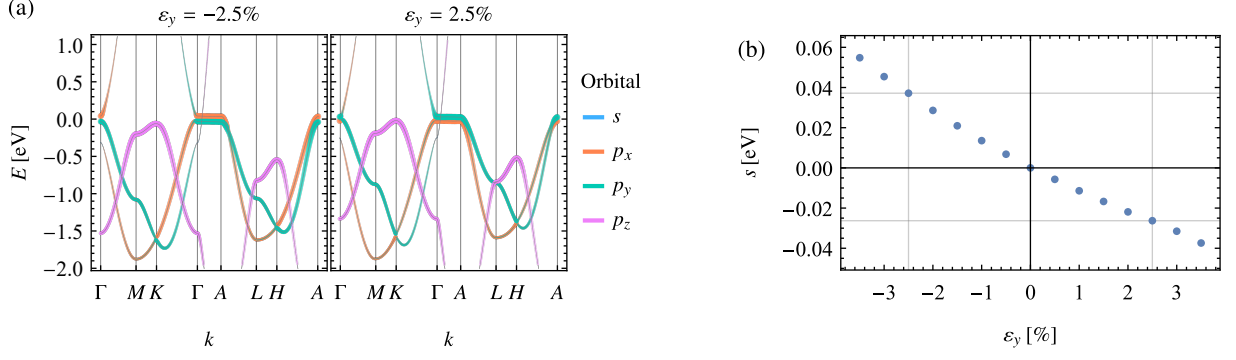 (a)
εy = −2.5%
εy = 2.5%
1.0
0.5
0.0
−0.5
−1.0
−1.5
−2.0
E [eV]
Γ M K Γ A L H A
Γ M K Γ A L H A
k
k
Orbital
s
px
py
pz
(b)
0.06
0.04
0.02
0.00
−0.02
−0.04
s [eV]
−3 −2 −1 0 1 2 3
εy [%]